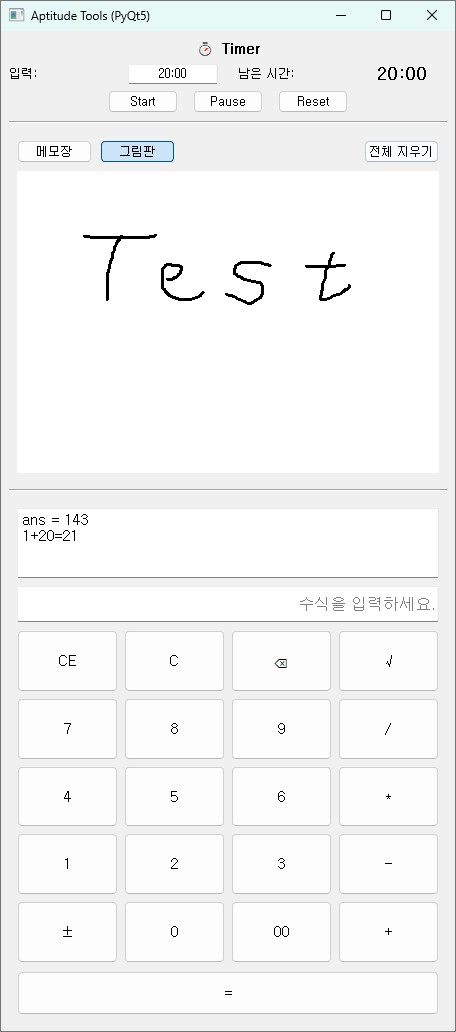 Aptitude Tools (PyQt5)
Timer
입력: 20:00 남은 시간: 20:00
Start Pause Reset
메모장 그림판 전체 지우기
Test
ans = 143
1+20=21
수식을 입력하세요.
CE C ⌫ √
7 8 9 /
4 5 6 *
1 2 3 -
± 0 00 +
=